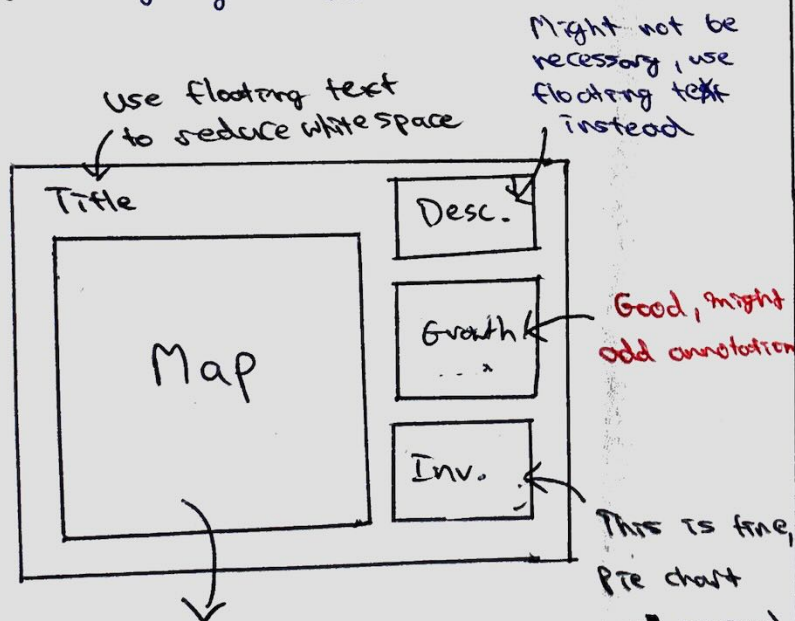 Might not be
necessary, use
floating text
instead
use floating text
to reduce white space
Title
Desc.
Map
Growth
Good, might
add annotation
Inv.
This is fine,
Pie chart